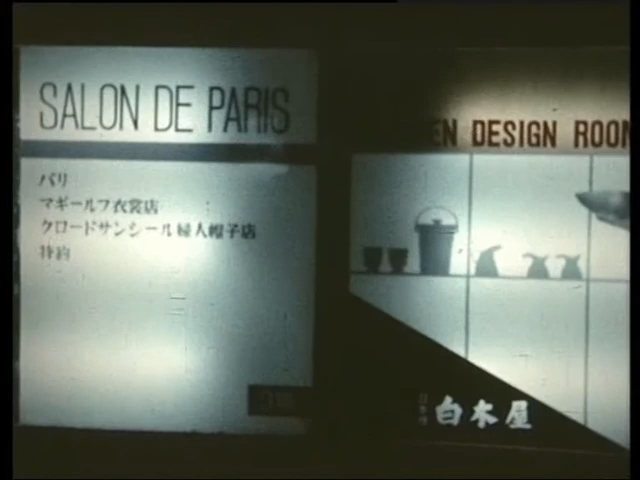 SALON DE PARIS
パリ
マギールフ衣裳店
クロードサンシール婦人帽子店
特約
EN DESIGN ROOM
白木屋